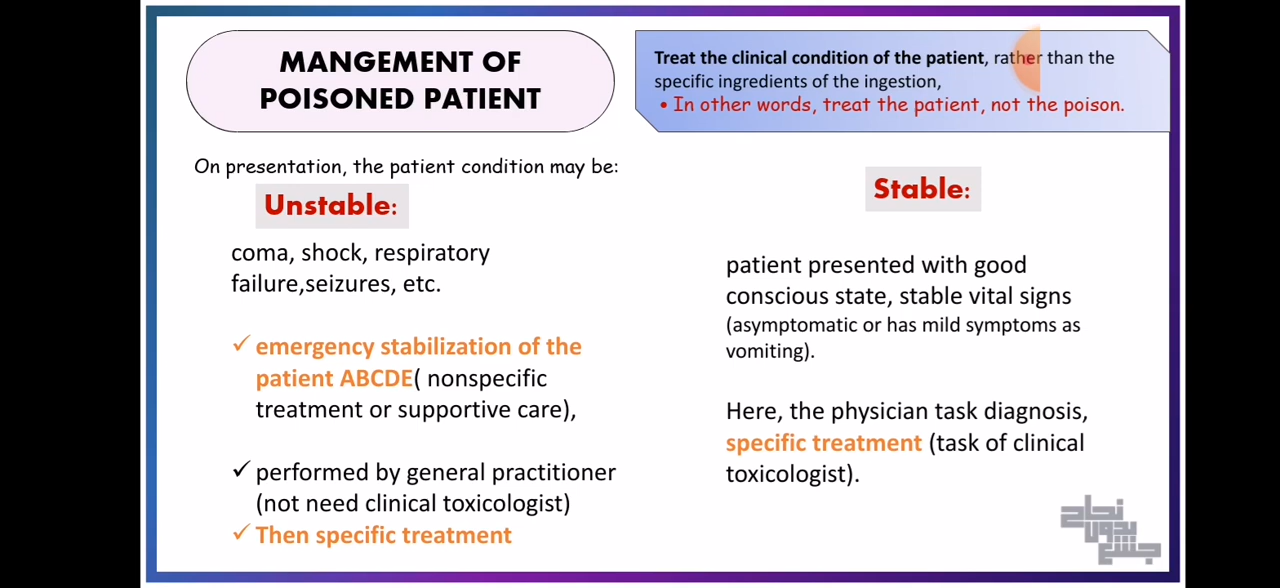 MANGEMENT OF
POISONED PATIENT
Treat the clinical condition of the patient, rather than the
specific ingredients of the ingestion,
• In other words, treat the patient, not the poison.
On presentation, the patient condition may be:
Unstable:
coma, shock, respiratory
failure,seizures, etc.
✓ emergency stabilization of the
patient ABCDE( nonspecific
treatment or supportive care),
✓ performed by general practitioner
(not need clinical toxicologist)
✓ Then specific treatment
Stable:
patient presented with good
conscious state, stable vital signs
(asymptomatic or has mild symptoms as
vomiting).
Here, the physician task diagnosis,
specific treatment (task of clinical
toxicologist).
نجاح
بدون
جشع